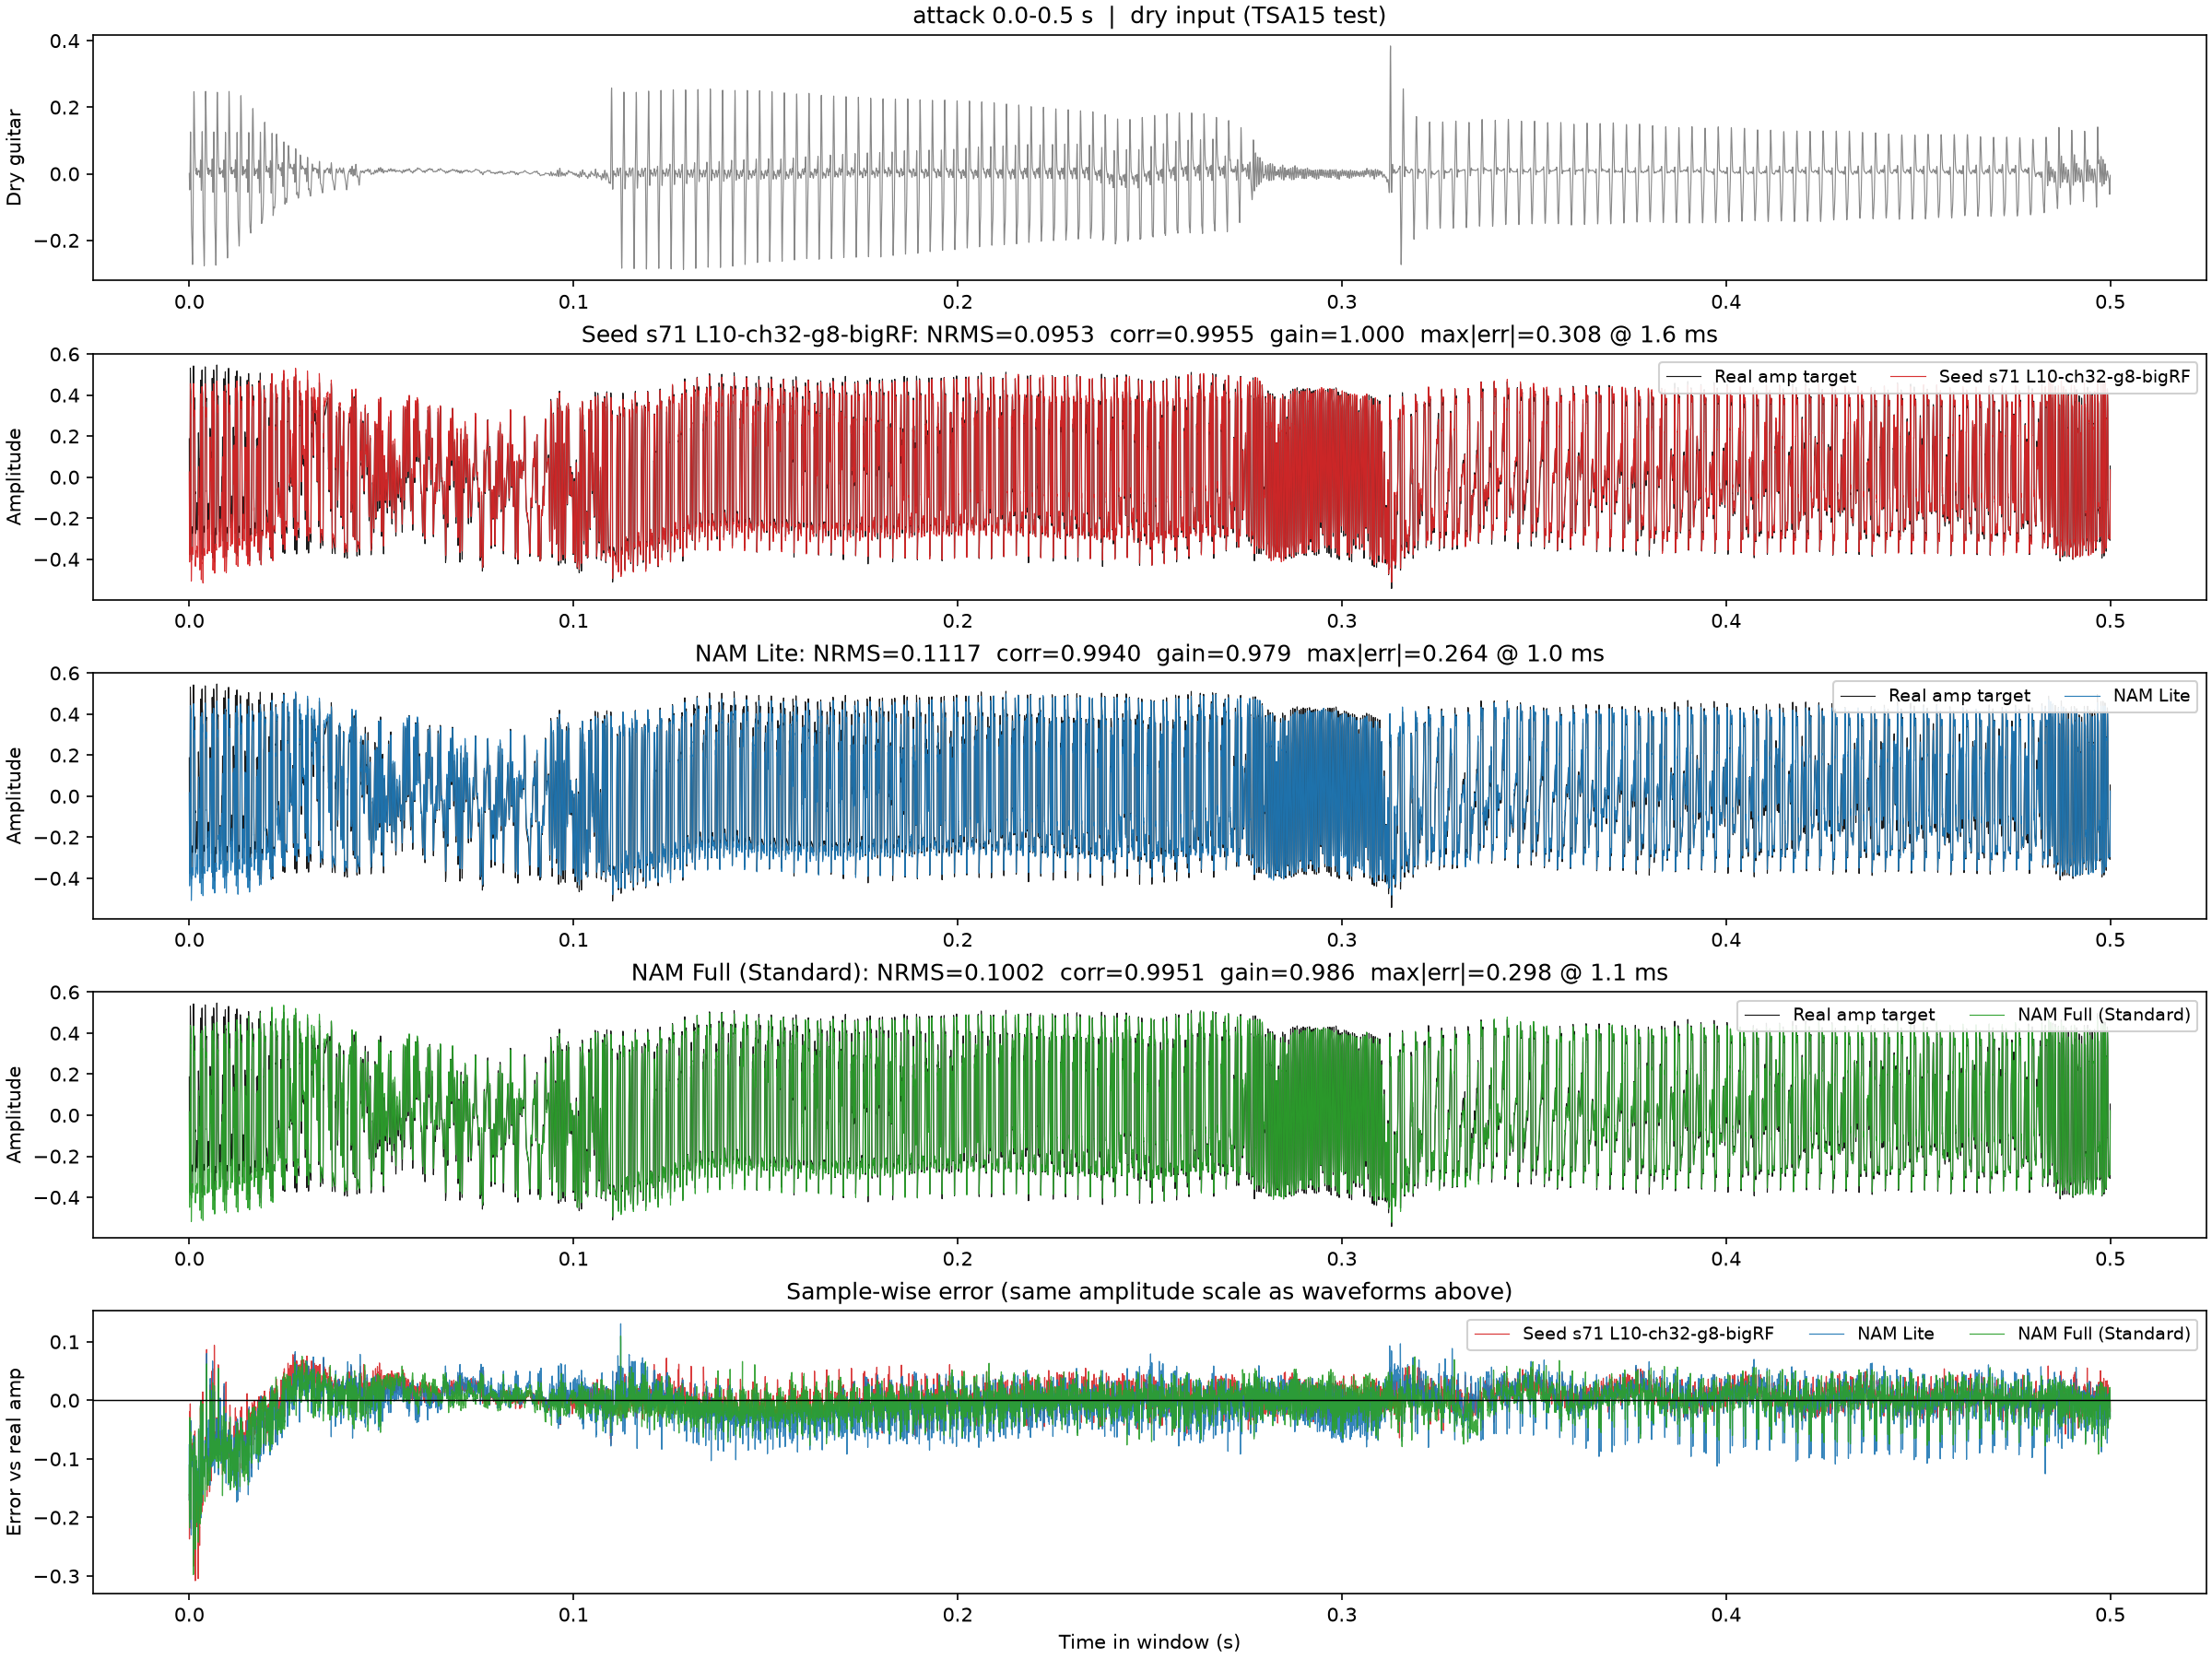 attack 0.0-0.5 s | dry input (TSA15 test)
Dry guitar
0.4
0.2
0.0
−0.2
0.0 0.1 0.2 0.3 0.4 0.5
Seed s71 L10-ch32-g8-bigRF: NRMS=0.0953 corr=0.9955 gain=1.000 max|err|=0.308 @ 1.6 ms
Real amp target Seed s71 L10-ch32-g8-bigRF
Amplitude
0.6
0.4
0.2
0.0
−0.2
−0.4
0.0 0.1 0.2 0.3 0.4 0.5
NAM Lite: NRMS=0.1117 corr=0.9940 gain=0.979 max|err|=0.264 @ 1.0 ms
Real amp target NAM Lite
Amplitude
0.6
0.4
0.2
0.0
−0.2
−0.4
0.0 0.1 0.2 0.3 0.4 0.5
NAM Full (Standard): NRMS=0.1002 corr=0.9951 gain=0.986 max|err|=0.298 @ 1.1 ms
Real amp target NAM Full (Standard)
Amplitude
0.6
0.4
0.2
0.0
−0.2
−0.4
0.0 0.1 0.2 0.3 0.4 0.5
Sample-wise error (same amplitude scale as waveforms above)
Seed s71 L10-ch32-g8-bigRF NAM Lite NAM Full (Standard)
Error vs real amp
0.1
0.0
−0.1
−0.2
−0.3
0.0 0.1 0.2 0.3 0.4 0.5
Time in window (s)